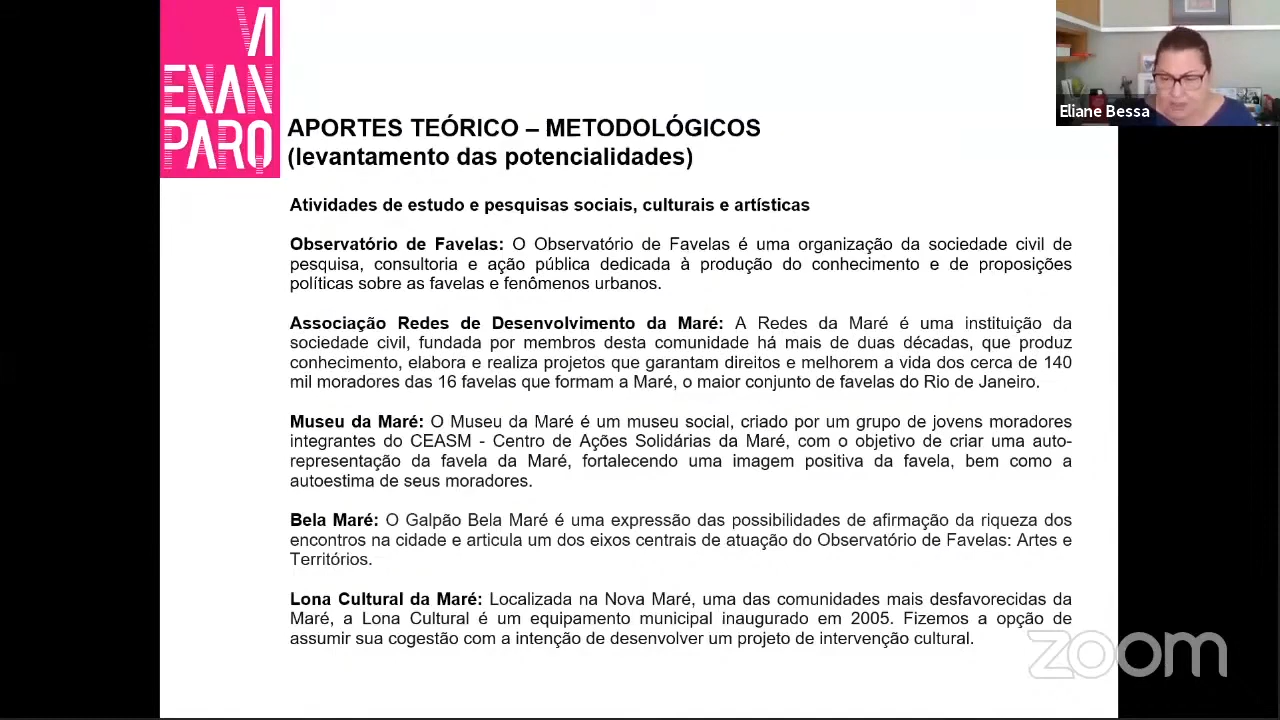 VI
ENAN
PARQ
Eliane Bessa
APORTES TEÓRICO – METODOLÓGICOS
(levantamento das potencialidades)
Atividades de estudo e pesquisas sociais, culturais e artísticas
Observatório de Favelas: O Observatório de Favelas é uma organização da sociedade civil de
pesquisa, consultoria e ação pública dedicada à produção do conhecimento e de proposições
políticas sobre as favelas e fenômenos urbanos.
Associação Redes de Desenvolvimento da Maré: A Redes da Maré é uma instituição da
sociedade civil, fundada por membros desta comunidade há mais de duas décadas, que produz
conhecimento, elabora e realiza projetos que garantam direitos e melhorem a vida dos cerca de 140
mil moradores das 16 favelas que formam a Maré, o maior conjunto de favelas do Rio de Janeiro.
Museu da Maré: O Museu da Maré é um museu social, criado por um grupo de jovens moradores
integrantes do CEASM - Centro de Ações Solidárias da Maré, com o objetivo de criar uma auto-
representação da favela da Maré, fortalecendo uma imagem positiva da favela, bem como a
autoestima de seus moradores.
Bela Maré: O Galpão Bela Maré é uma expressão das possibilidades de afirmação da riqueza dos
encontros na cidade e articula um dos eixos centrais de atuação do Observatório de Favelas: Artes e
Territórios.
Lona Cultural da Maré: Localizada na Nova Maré, uma das comunidades mais desfavorecidas da
Maré, a Lona Cultural é um equipamento municipal inaugurado em 2005. Fizemos a opção de
assumir sua cogestão com a intenção de desenvolver um projeto de intervenção cultural.
zoom